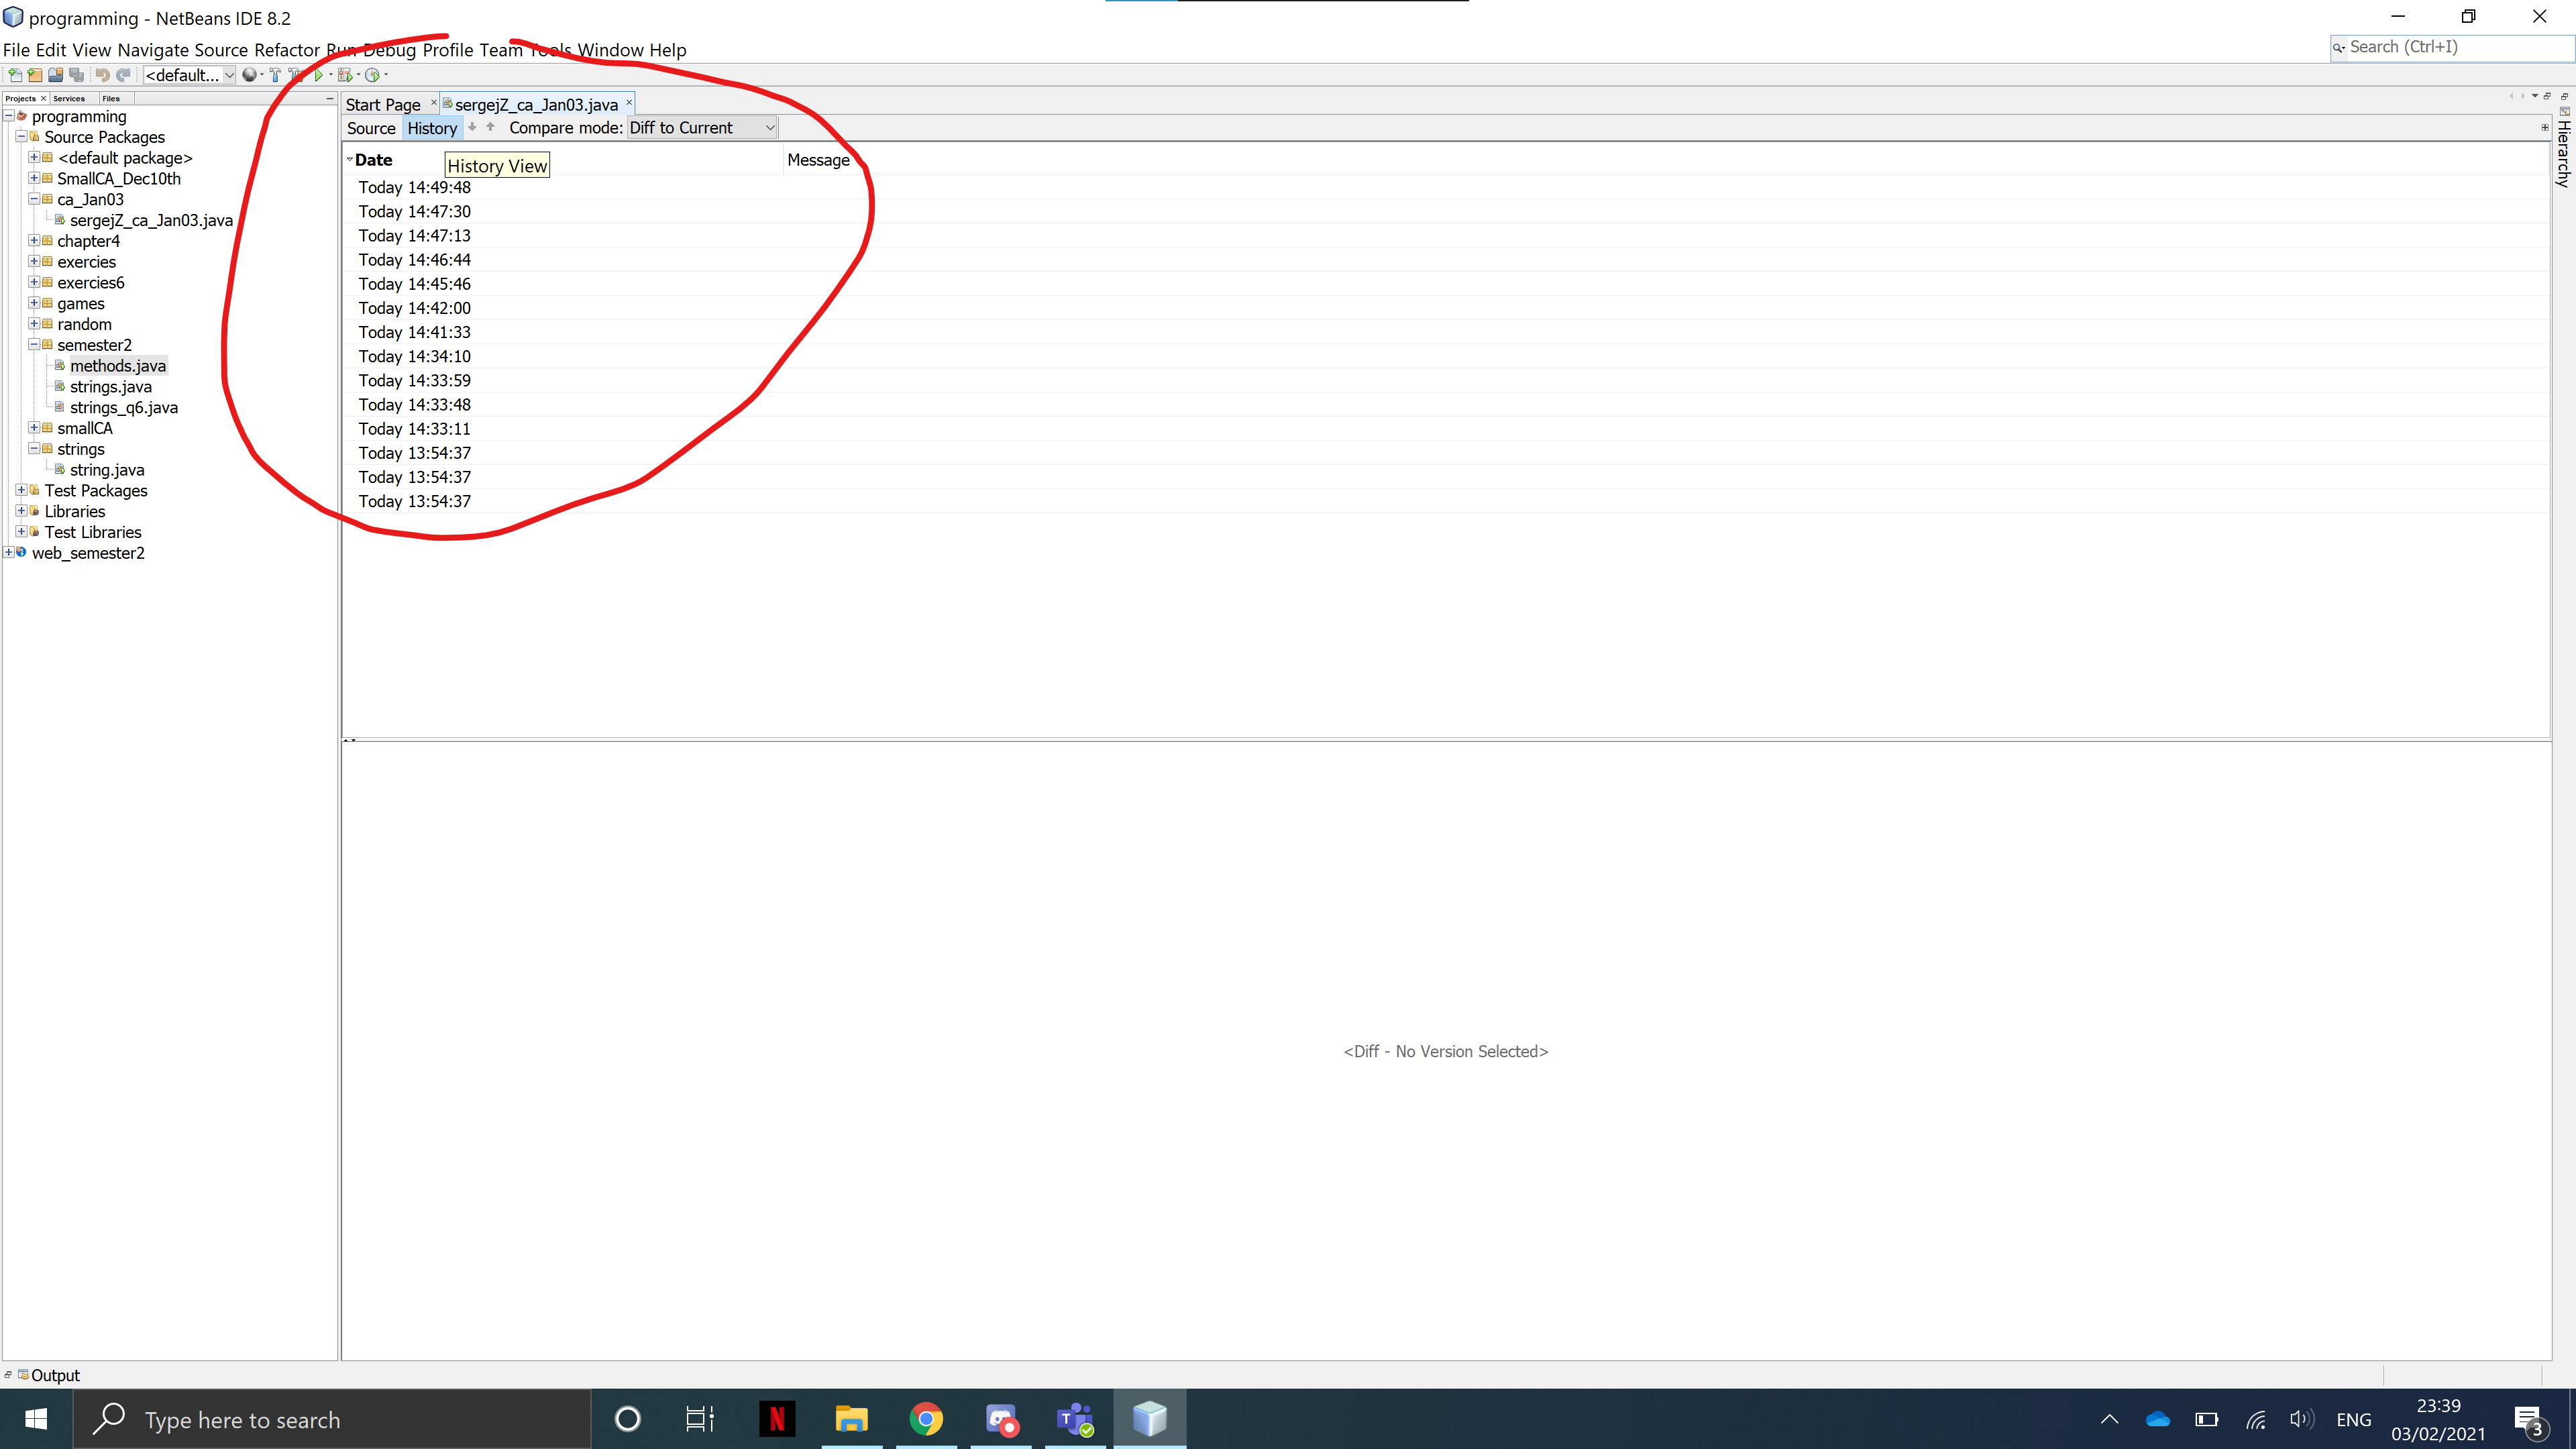 programming - NetBeans IDE 8.2
File Edit View Navigate Source Refactor Run Debug Profile Team Tools Window Help
Search (Ctrl+I)
<default...
Projects Services Files
Start Page sergejZ_ca_Jan03.java
Source History Compare mode: Diff to Current
Hierarchy
programming
Source Packages
<default package>
SmallCA_Dec10th
ca_Jan03
sergejZ_ca_Jan03.java
chapter4
exercies
exercies6
games
random
semester2
methods.java
strings.java
strings_q6.java
smallCA
strings
string.java
Test Packages
Libraries
Test Libraries
web_semester2
Date Message
History View
Today 14:49:48
Today 14:47:30
Today 14:47:13
Today 14:46:44
Today 14:45:46
Today 14:42:00
Today 14:41:33
Today 14:34:10
Today 14:33:59
Today 14:33:48
Today 14:33:11
Today 13:54:37
Today 13:54:37
Today 13:54:37
<Diff - No Version Selected>
Output
Type here to search
N
T
ENG
23:39
03/02/2021
3